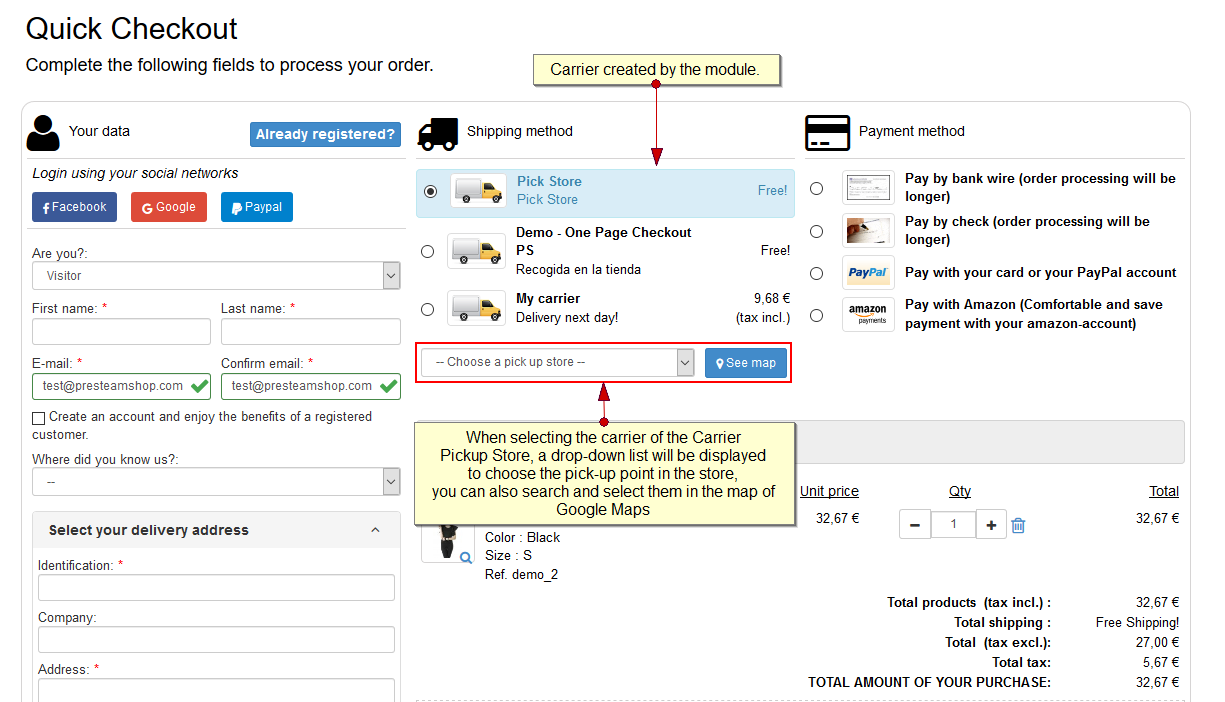 Quick Checkout
Complete the following fields to process your order.
Carrier created by the module.
Your data
Already registered?
Login using your social networks
Facebook
Google
Paypal
Are you?:
Visitor
First name: *
Last name: *
E-mail: *
Confirm email: *
test@presteamshop.com
test@presteamshop.com
Create an account and enjoy the benefits of a registered
customer.
Where did you know us?:
--
Select your delivery address
Identification: *
Company:
Address: *
Shipping method
Pick Store
Pick Store
Free!
Demo - One Page Checkout
PS
Recogida en la tienda
Free!
My carrier
Delivery next day!
9,68 €
(tax incl.)
-- Choose a pick up store --
See map
When selecting the carrier of the Carrier
Pickup Store, a drop-down list will be displayed
to choose the pick-up point in the store,
you can also search and select them in the map of
Google Maps
Payment method
Pay by bank wire (order processing will be
longer)
Pay by check (order processing will be
longer)
PayPal
Pay with your card or your PayPal account
amazon
payments
Pay with Amazon (Comfortable and save
payment with your amazon-account)
Unit price
Qty
Total
32,67 €
1
32,67 €
Color : Black
Size : S
Ref. demo_2
Total products (tax incl.) :
32,67 €
Total shipping :
Free Shipping!
Total (tax excl.):
27,00 €
Total tax:
5,67 €
TOTAL AMOUNT OF YOUR PURCHASE:
32,67 €